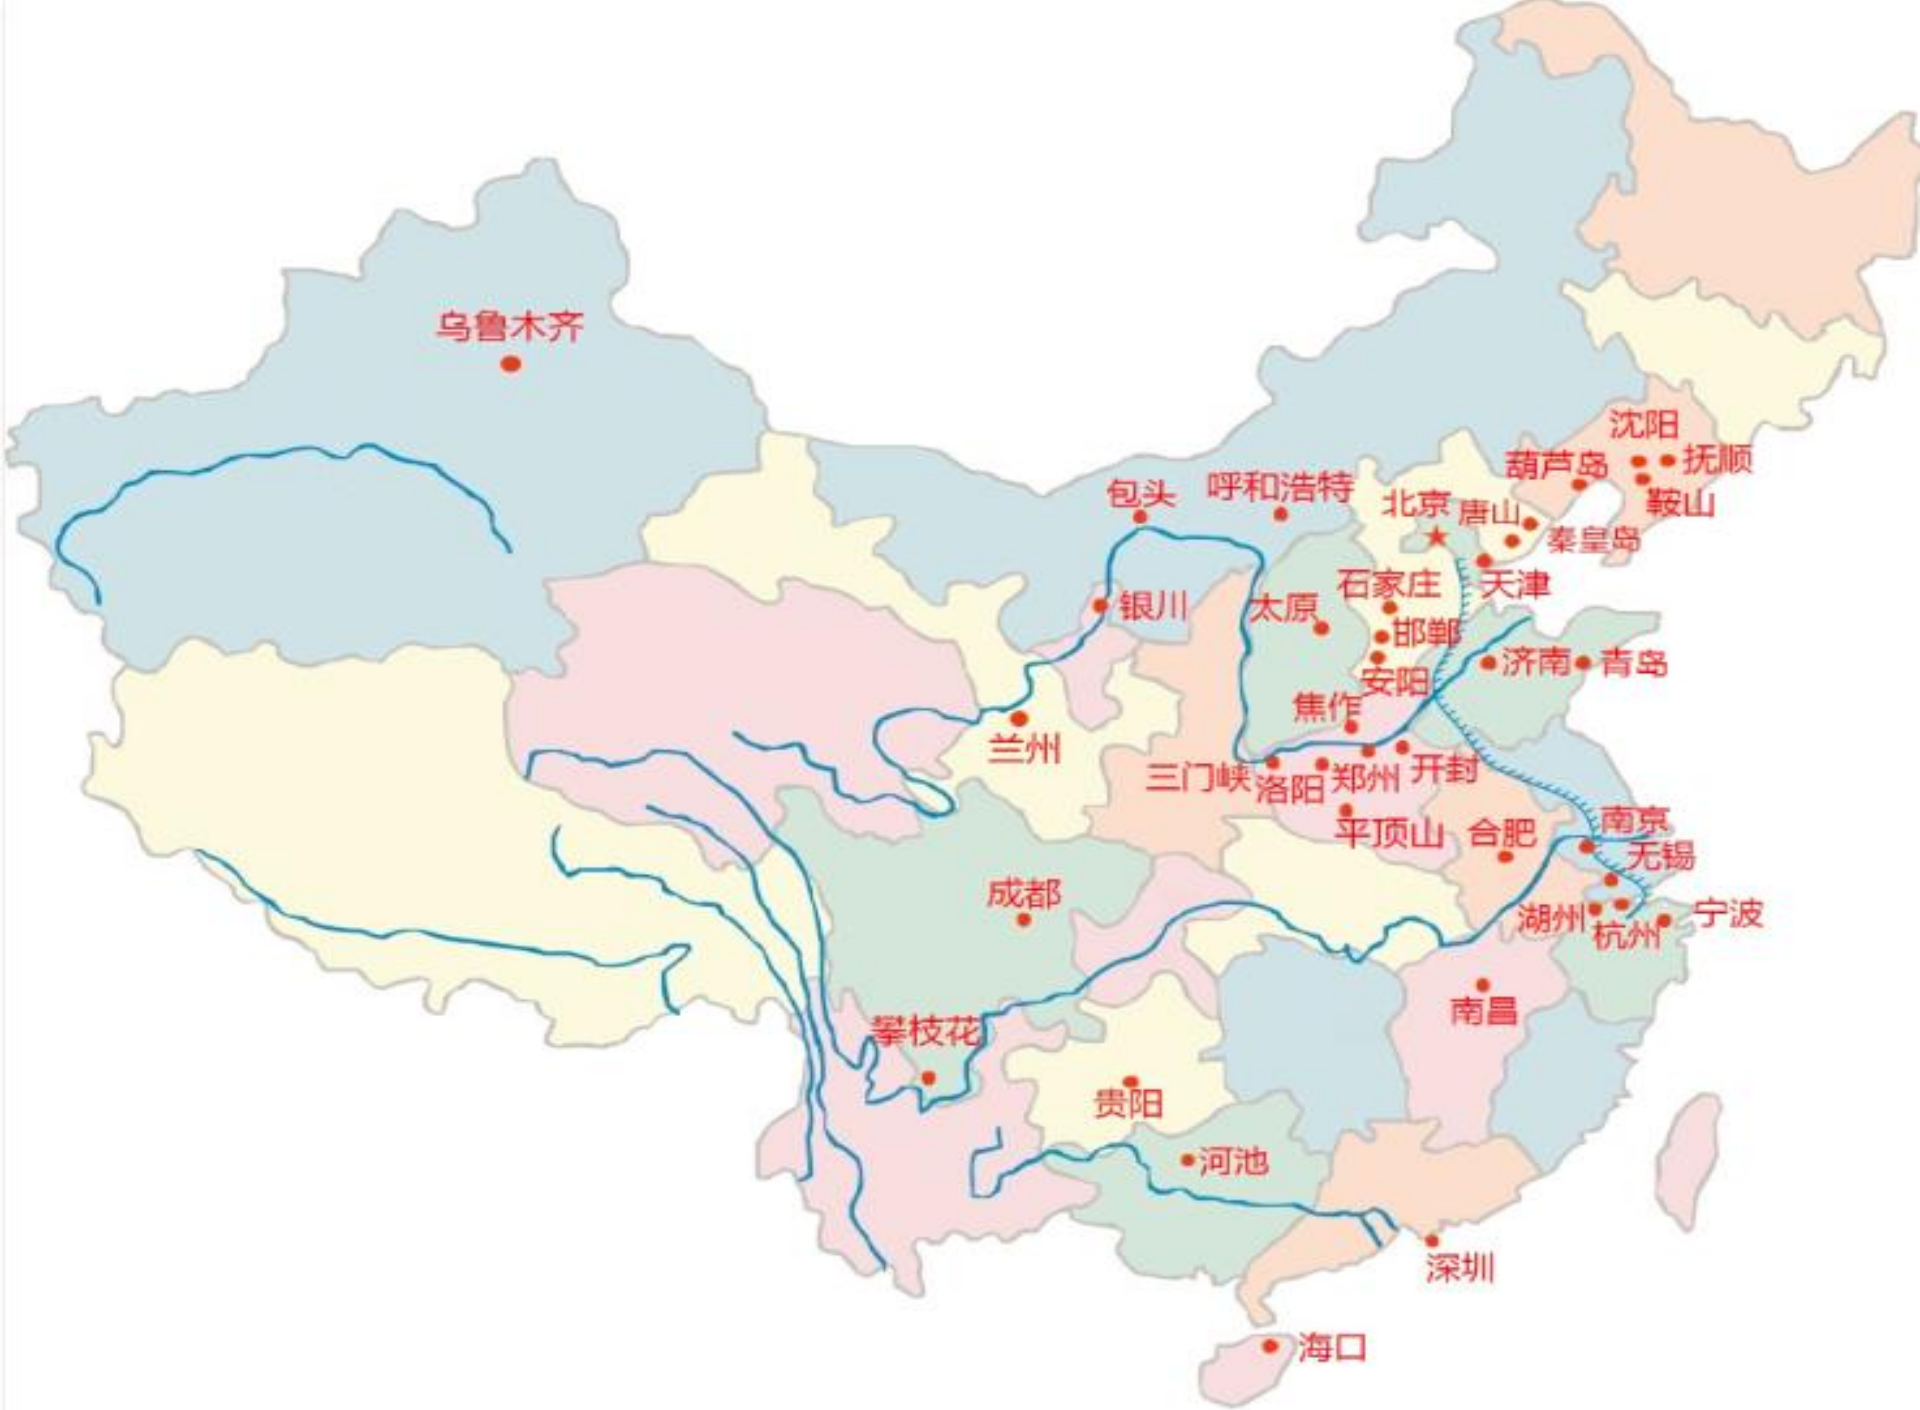 乌鲁木齐
沈阳
葫芦岛
抚顺
包头
呼和浩特
北京
唐山
鞍山
秦皇岛
石家庄
天津
银川
太原
邯郸
济南
青岛
安阳
焦作
兰州
三门峡
洛阳
郑州
开封
平顶山
合肥
南京
无锡
成都
湖州
杭州
宁波
南昌
攀枝花
贵阳
河池
深圳
海口